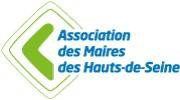 Association
des Maires
des Hauts-de-Seine